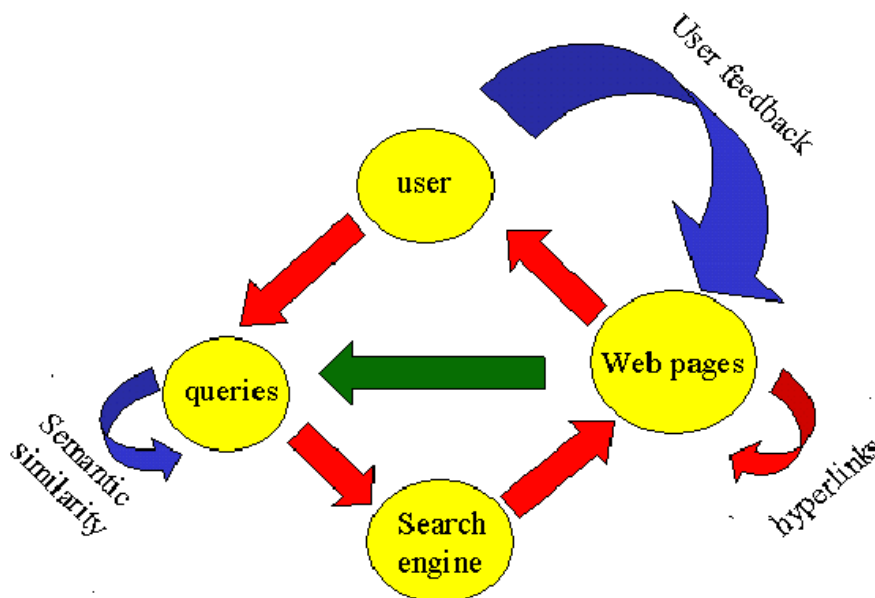 User feedback
user
Web pages
queries
Semantic
similarity
hyperlinks
Search
engine